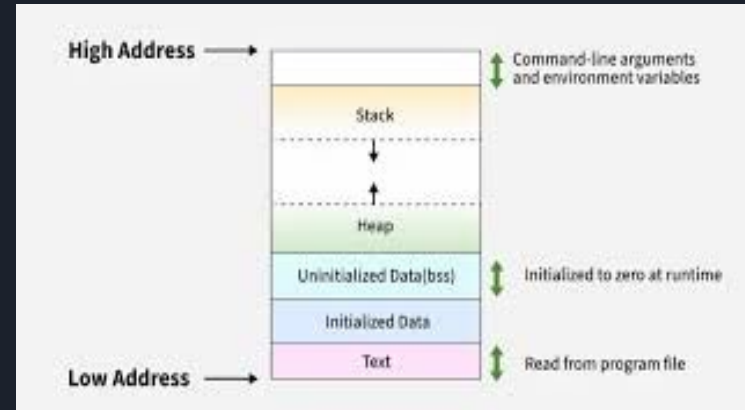 High Address
Command-line arguments
and environment variables
Stack
Heap
Uninitialized Data(bss)
Initialized to zero at runtime
Initialized Data
Text
Read from program file
Low Address